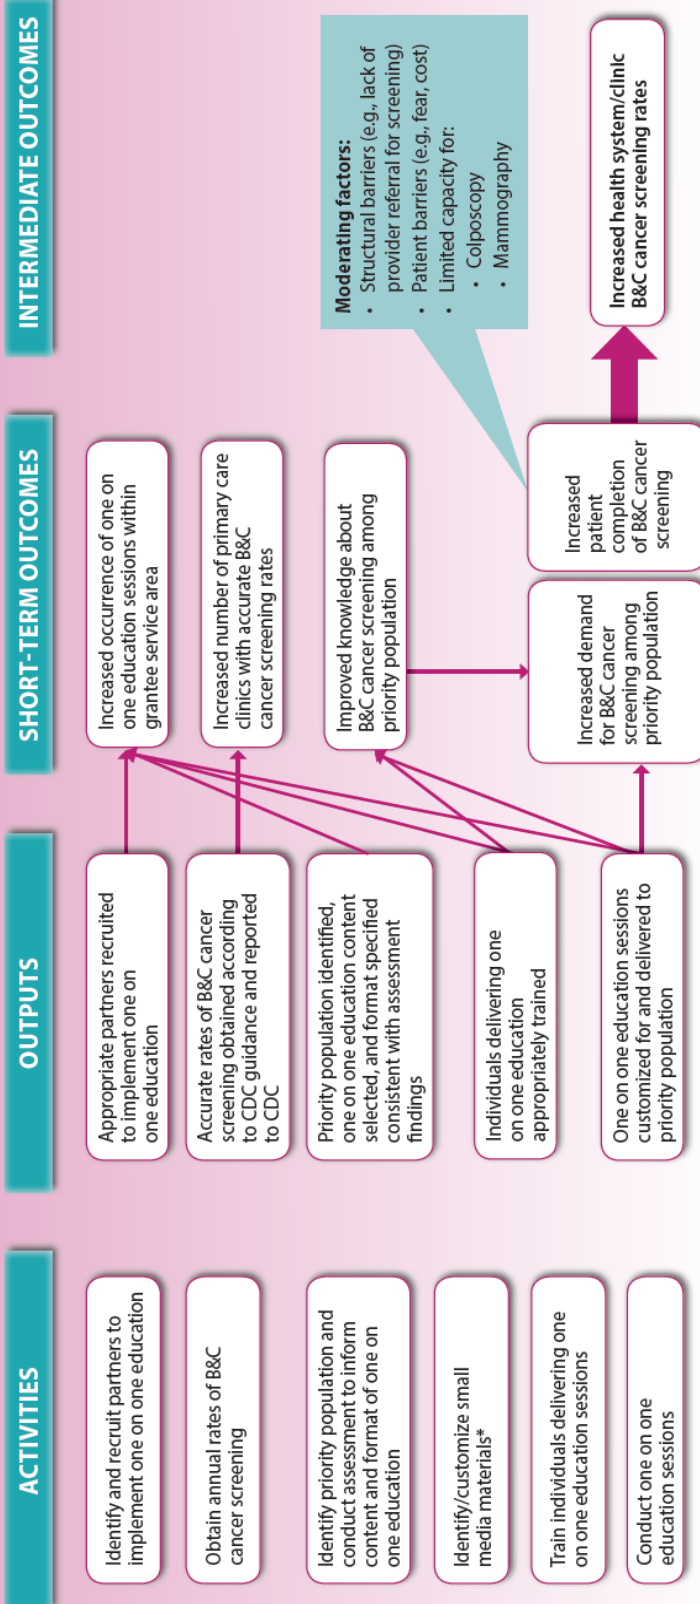 ACTIVITIES
Identify and recruit partners to
implement one on one education
Obtain annual rates of B&C
cancer screening
Identify priority population and
conduct assessment to inform
content and format of one on
one education
Identify/customize small
media materials*
Train individuals delivering one
on one education sessions
Conduct one on one
education sessions
OUTPUTS
Appropriate partners recruited
to implement one on
one education
Accurate rates of B&C cancer
screening obtained according
to CDC guidance and reported
to CDC
Priority population identified,
one on one education content
selected, and format specified
consistent with assessment
findings
Individuals delivering one
on one education
appropriately trained
One on one education sessions
customized for and delivered to
priority population
SHORT-TERM OUTCOMES
Increased occurrence of one on
one education sessions within
grantee service area
Increased number of primary care
clinics with accurate B&C
cancer screening rates
Improved knowledge about
B&C cancer screening among
priority population
Increased demand
for B&C cancer
screening among
priority population
Increased
patient
completion
of B&C cancer
screening
INTERMEDIATE OUTCOMES
Moderating factors:
• Structural barriers (e.g., lack of
provider referral for screening)
• Patient barriers (e.g., fear, cost)
• Limited capacity for:
• Colposcopy
• Mammography
Increased health system/clinic
B&C cancer screening rates